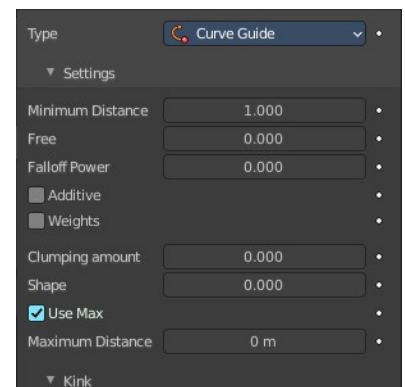 Type Curve Guide
Settings
Minimum Distance 1.000
Free 0.000
Falloff Power 0.000
Additive
Weights
Clumping amount 0.000
Shape 0.000
Use Max
Maximum Distance 0 m
Kink